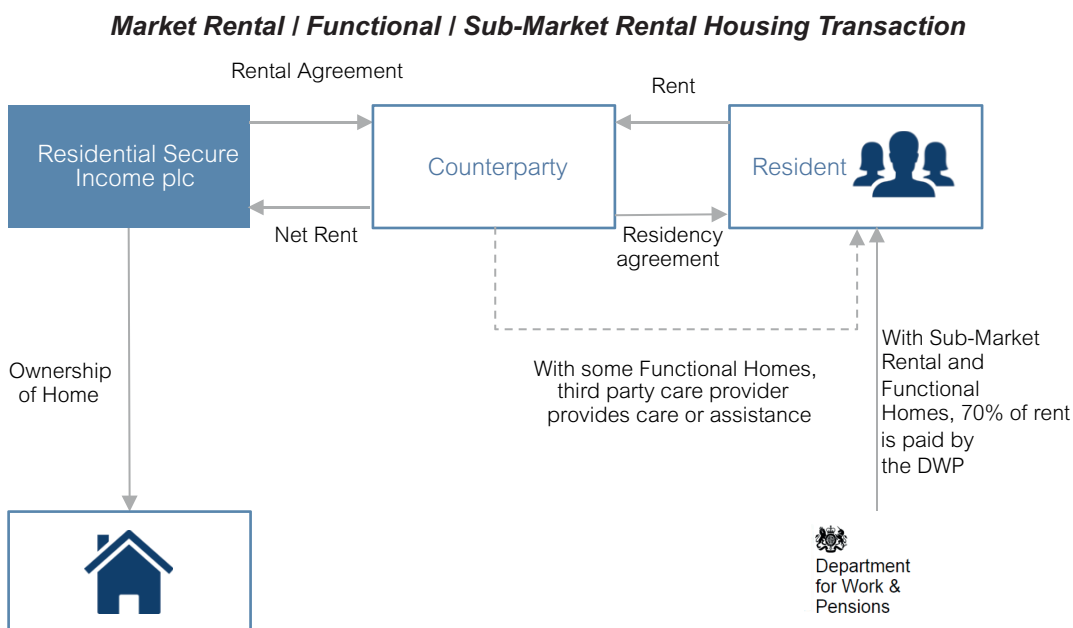 Market Rental / Functional / Sub-Market Rental Housing Transaction
Rental Agreement
Rent
Residential Secure
Income plc
Counterparty
Resident
Net Rent
Residency
agreement
Ownership
of Home
With some Functional Homes,
third party care provider
provides care or assistance
With Sub-Market
Rental and
Functional
Homes, 70% of rent
is paid by
the DWP
Department
for Work &
Pensions